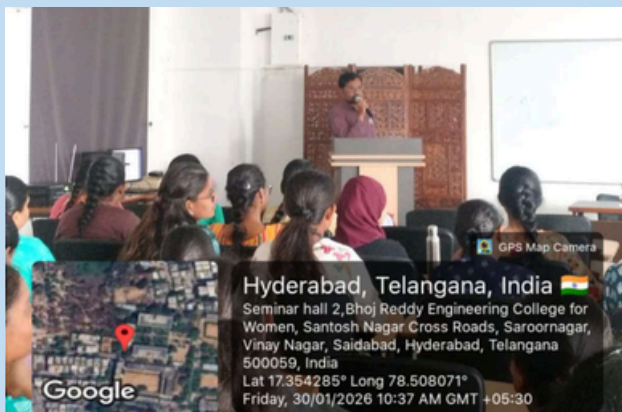 GPS Map Camera
Hyderabad, Telangana, India
Seminar hall 2,Bhoj Reddy Engineering College for
Women, Santosh Nagar Cross Roads, Saroornagar,
Vinay Nagar, Saidabad, Hyderabad, Telangana
500059, India
Lat 17.354285° Long 78.508071°
Friday, 30/01/2026 10:37 AM GMT +05:30
Google